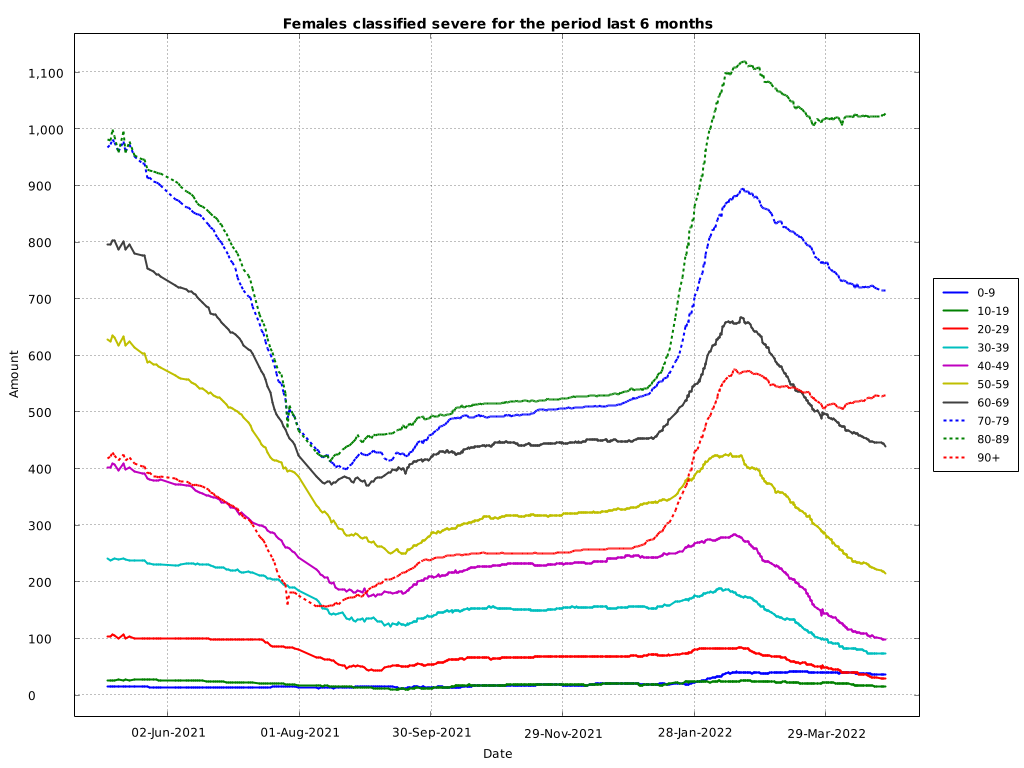 Females classified severe for the period last 6 months
1,100
1,000
900
800
700
600
500
400
300
200
100
0
Amount
02-Jun-2021
01-Aug-2021
30-Sep-2021
29-Nov-2021
28-Jan-2022
29-Mar-2022
Date
0-9
10-19
20-29
30-39
40-49
50-59
60-69
70-79
80-89
90+